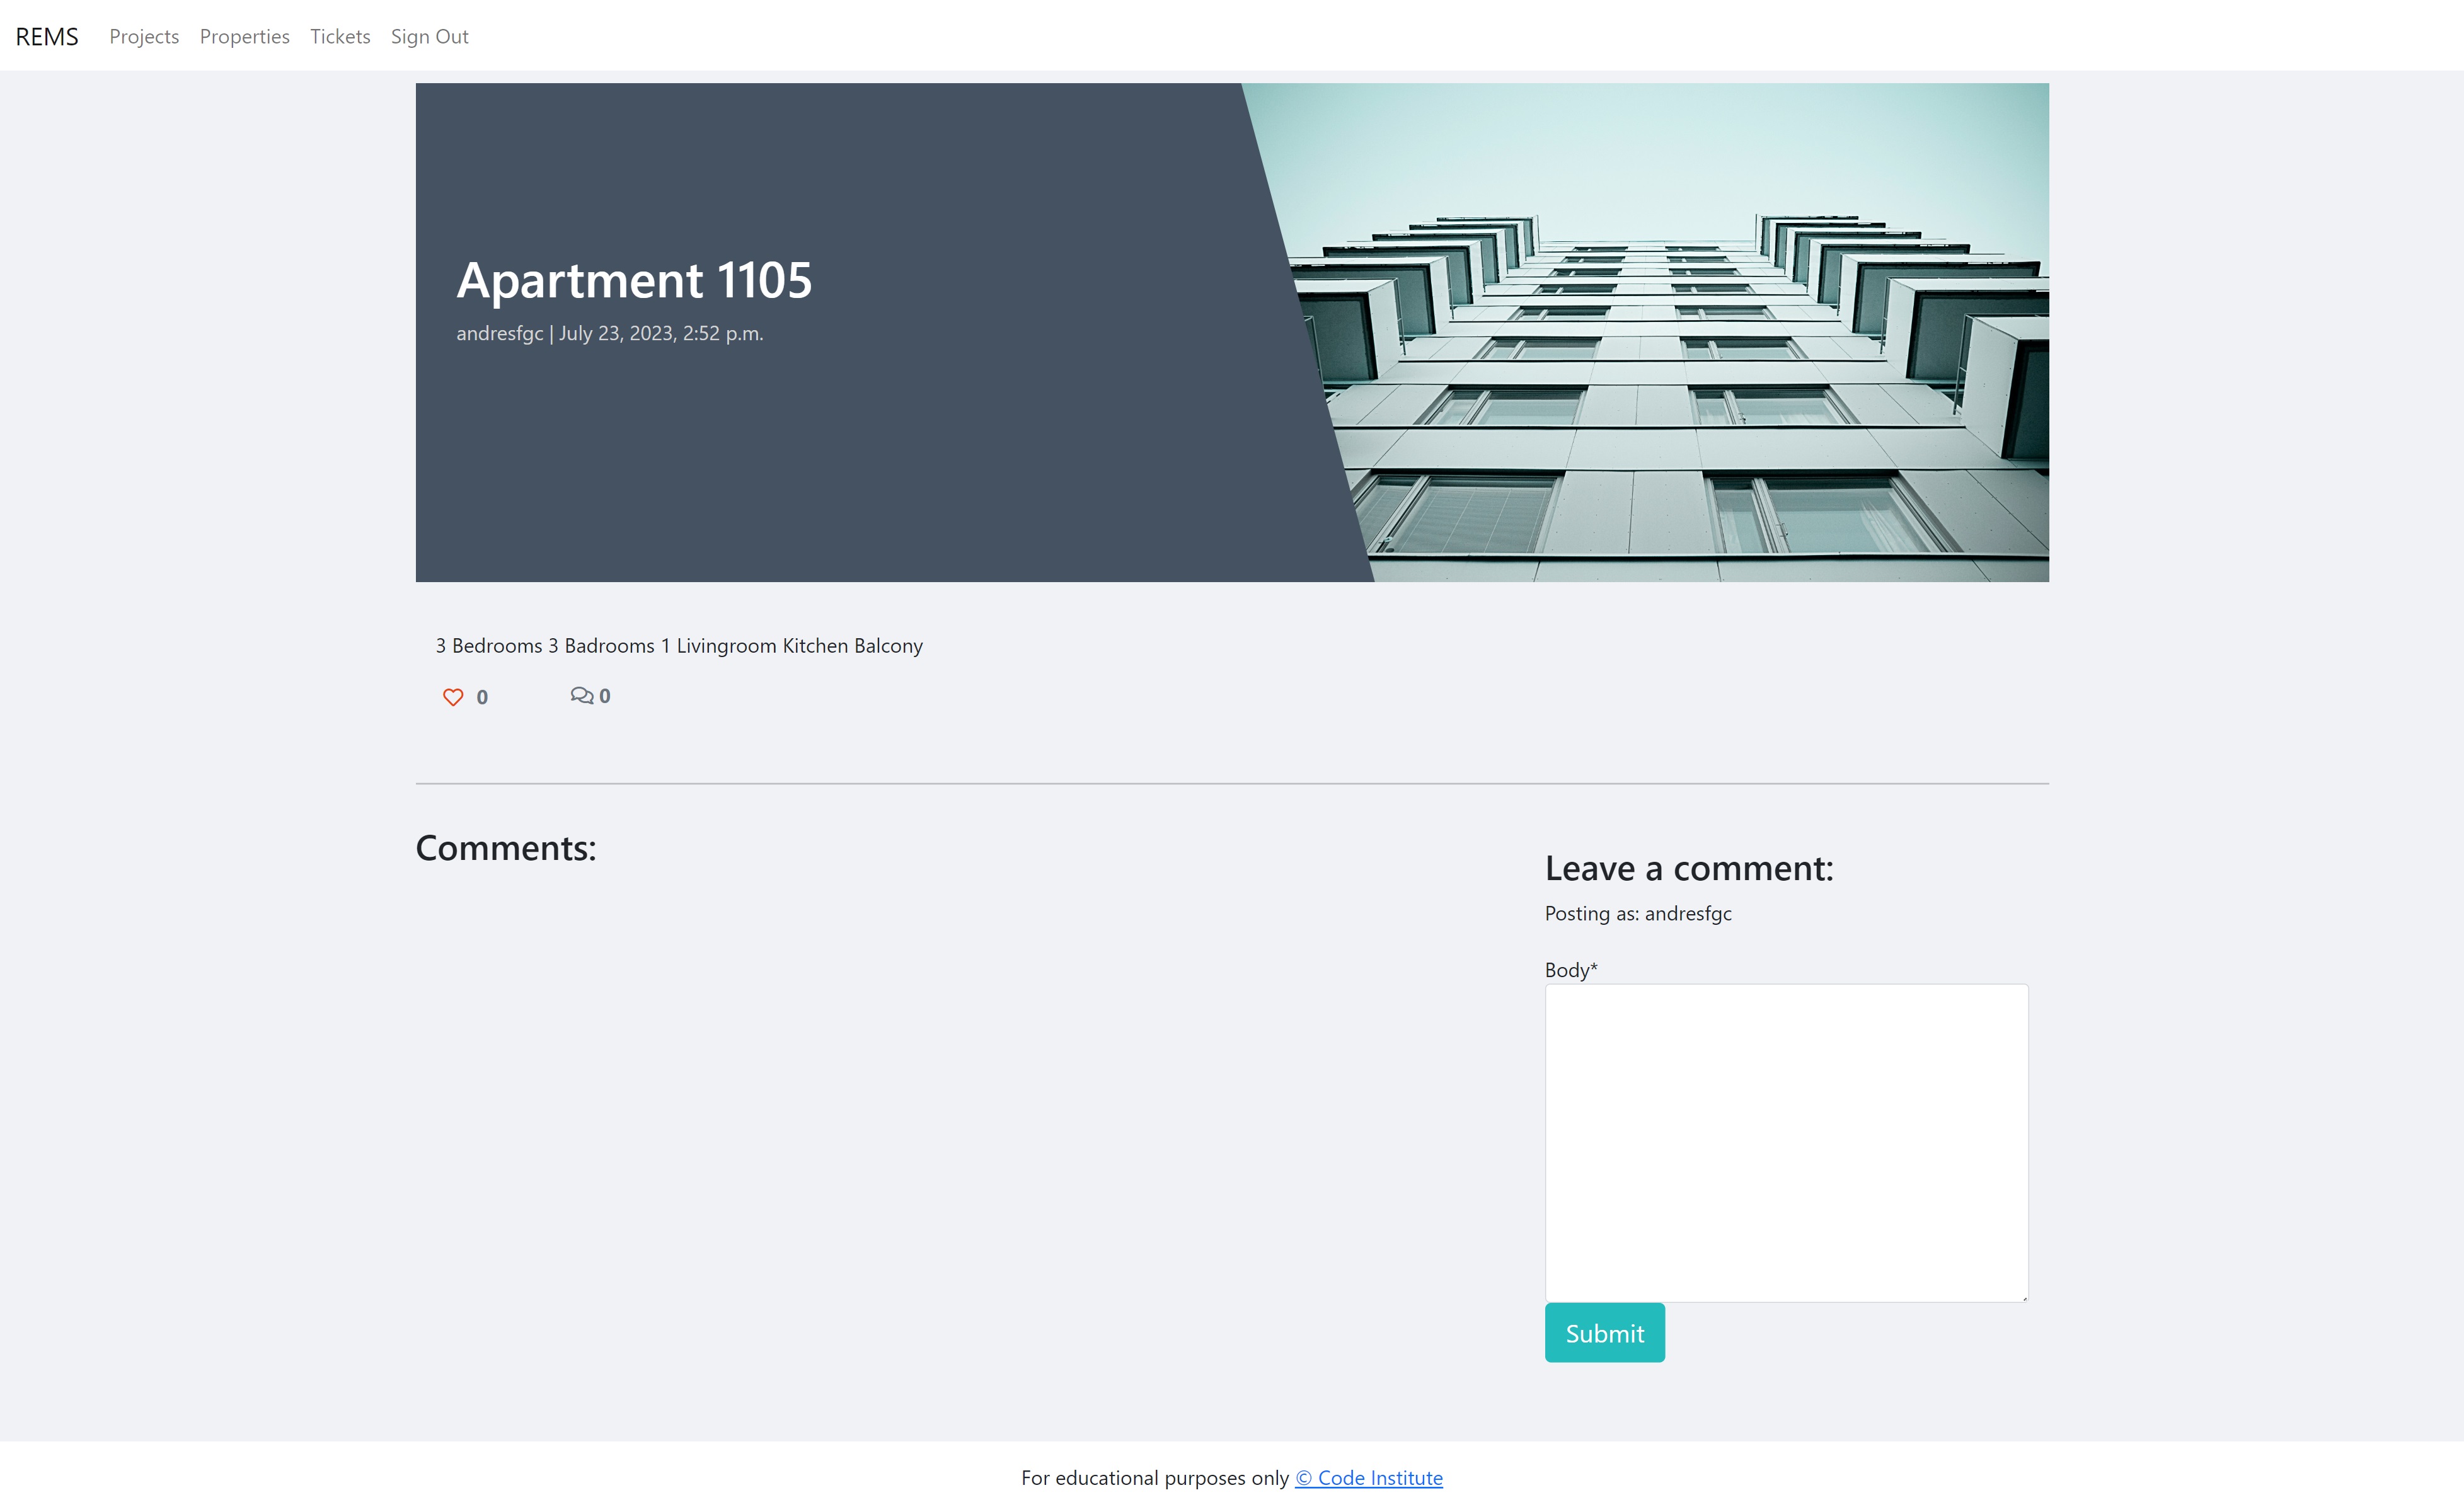 REMS Projects Properties Tickets Sign Out
Apartment 1105
andresfgc | July 23, 2023, 2:52 p.m.
3 Bedrooms 3 Badrooms 1 Livingroom Kitchen Balcony
0 0
Comments:
Leave a comment:
Posting as: andresfgc
Body*
Submit
For educational purposes only © Code Institute